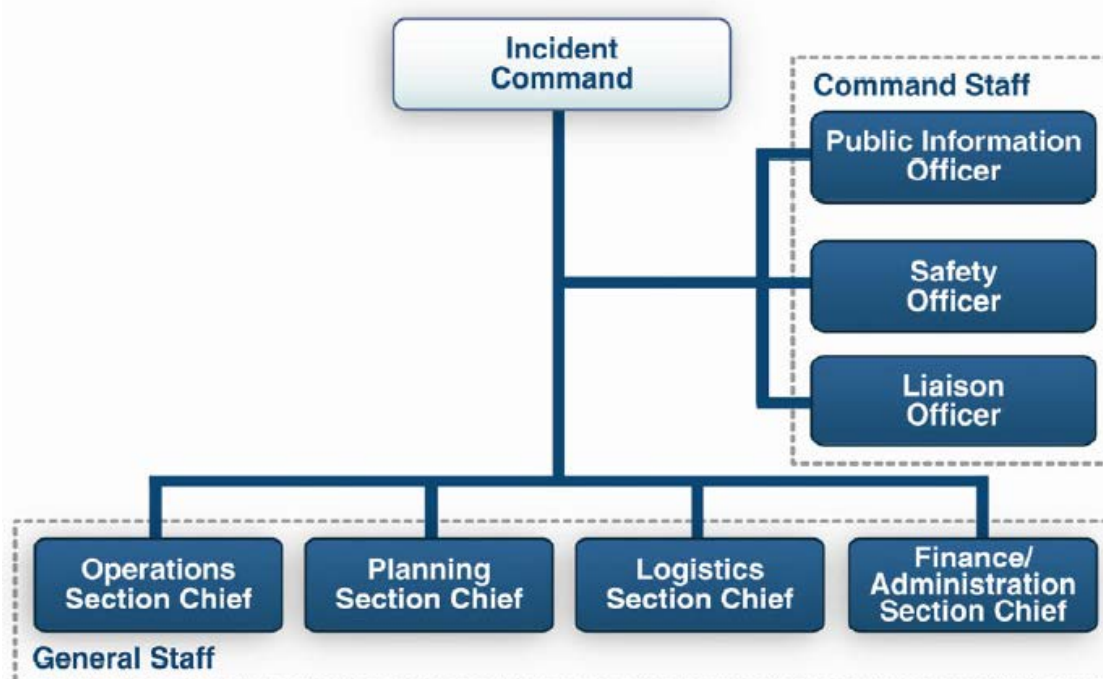 Incident
Command
Command Staff
Public Information
Officer
Safety
Officer
Liaison
Officer
Operations
Section Chief
Planning
Section Chief
Logistics
Section Chief
Finance/
Administration
Section Chief
General Staff